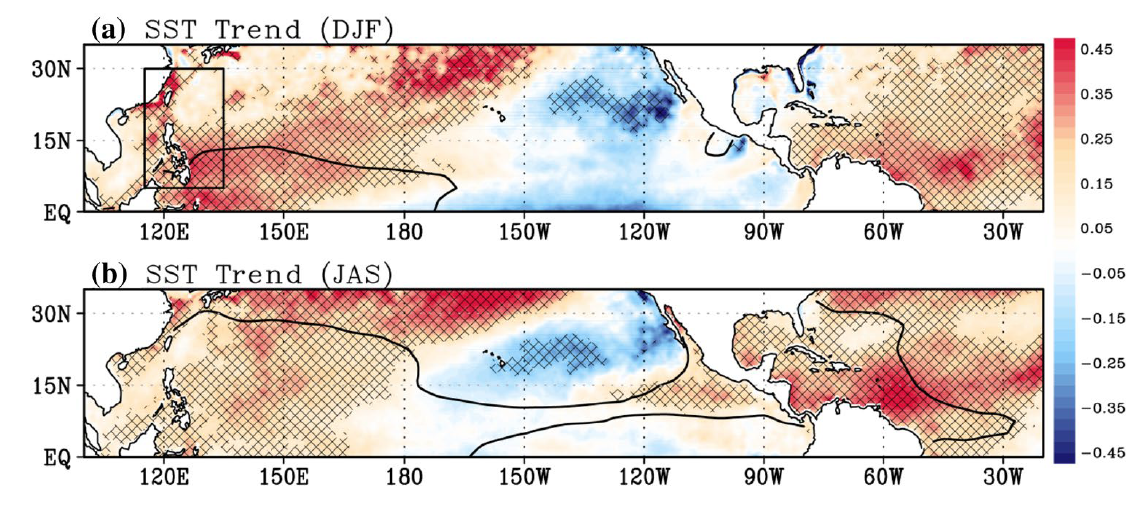 (a) SST Trend (DJF)
30N
15N
EQ
120E 150E 180 150W 120W 90W 60W 30W
(b) SST Trend (JAS)
30N
15N
EQ
120E 150E 180 150W 120W 90W 60W 30W
0.45
0.35
0.25
0.15
0.05
−0.05
−0.15
−0.25
−0.35
−0.45